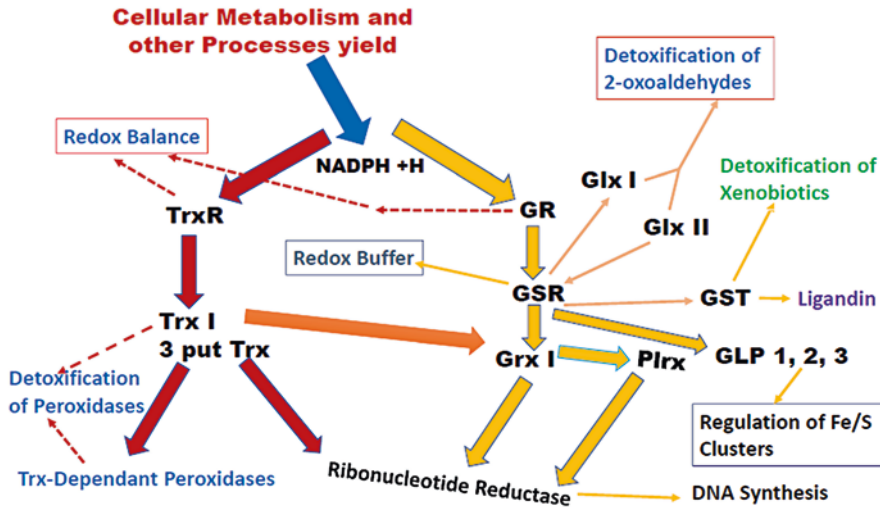 Cellular Metabolism and
other Processes yield
Detoxification of
2-oxoaldehydes
Redox Balance
NADPH +H
Detoxification of
Xenobiotics
Glx I
TrxR
GR
Glx II
Redox Buffer
GSR
GST
Ligandin
Trx I
3 put Trx
Grx I
Plrx
GLP 1, 2, 3
Detoxification
of Peroxidases
Regulation of Fe/S
Clusters
Trx-Dependant Peroxidases
Ribonucleotide Reductase
DNA Synthesis